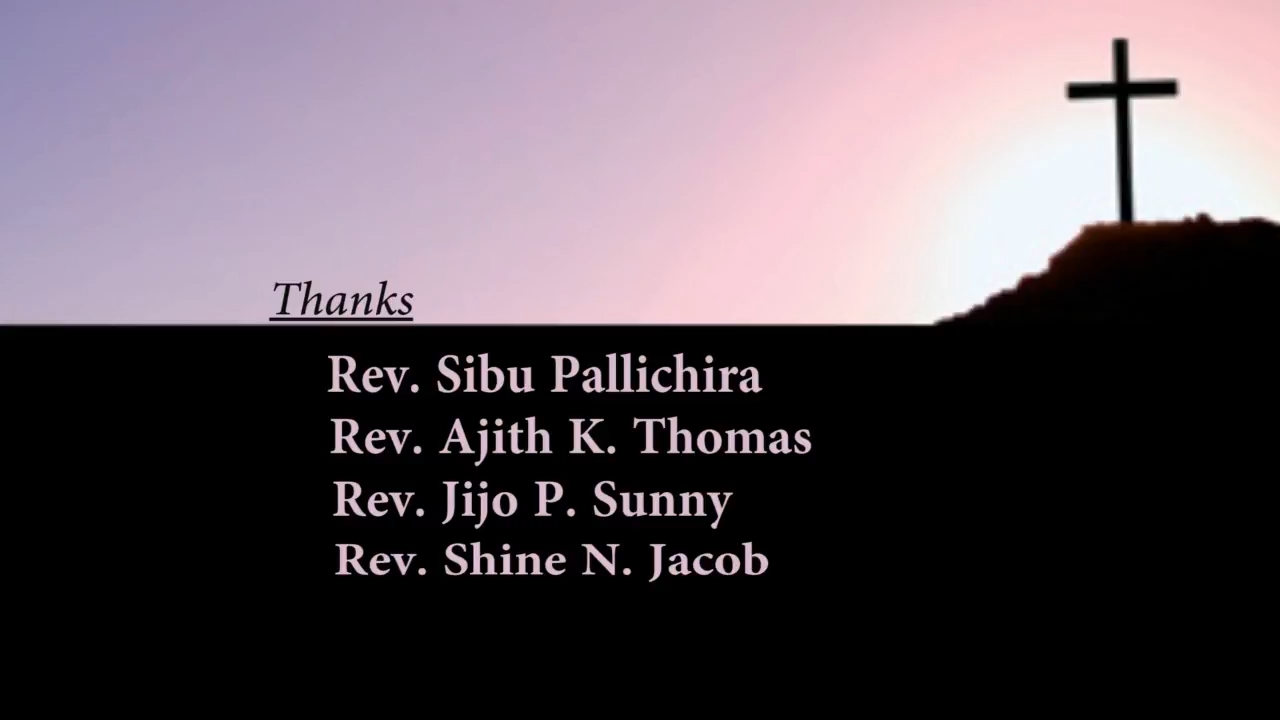 Thanks
Rev. Sibu Pallichira
Rev. Ajith K. Thomas
Rev. Jijo P. Sunny
Rev. Shine N. Jacob